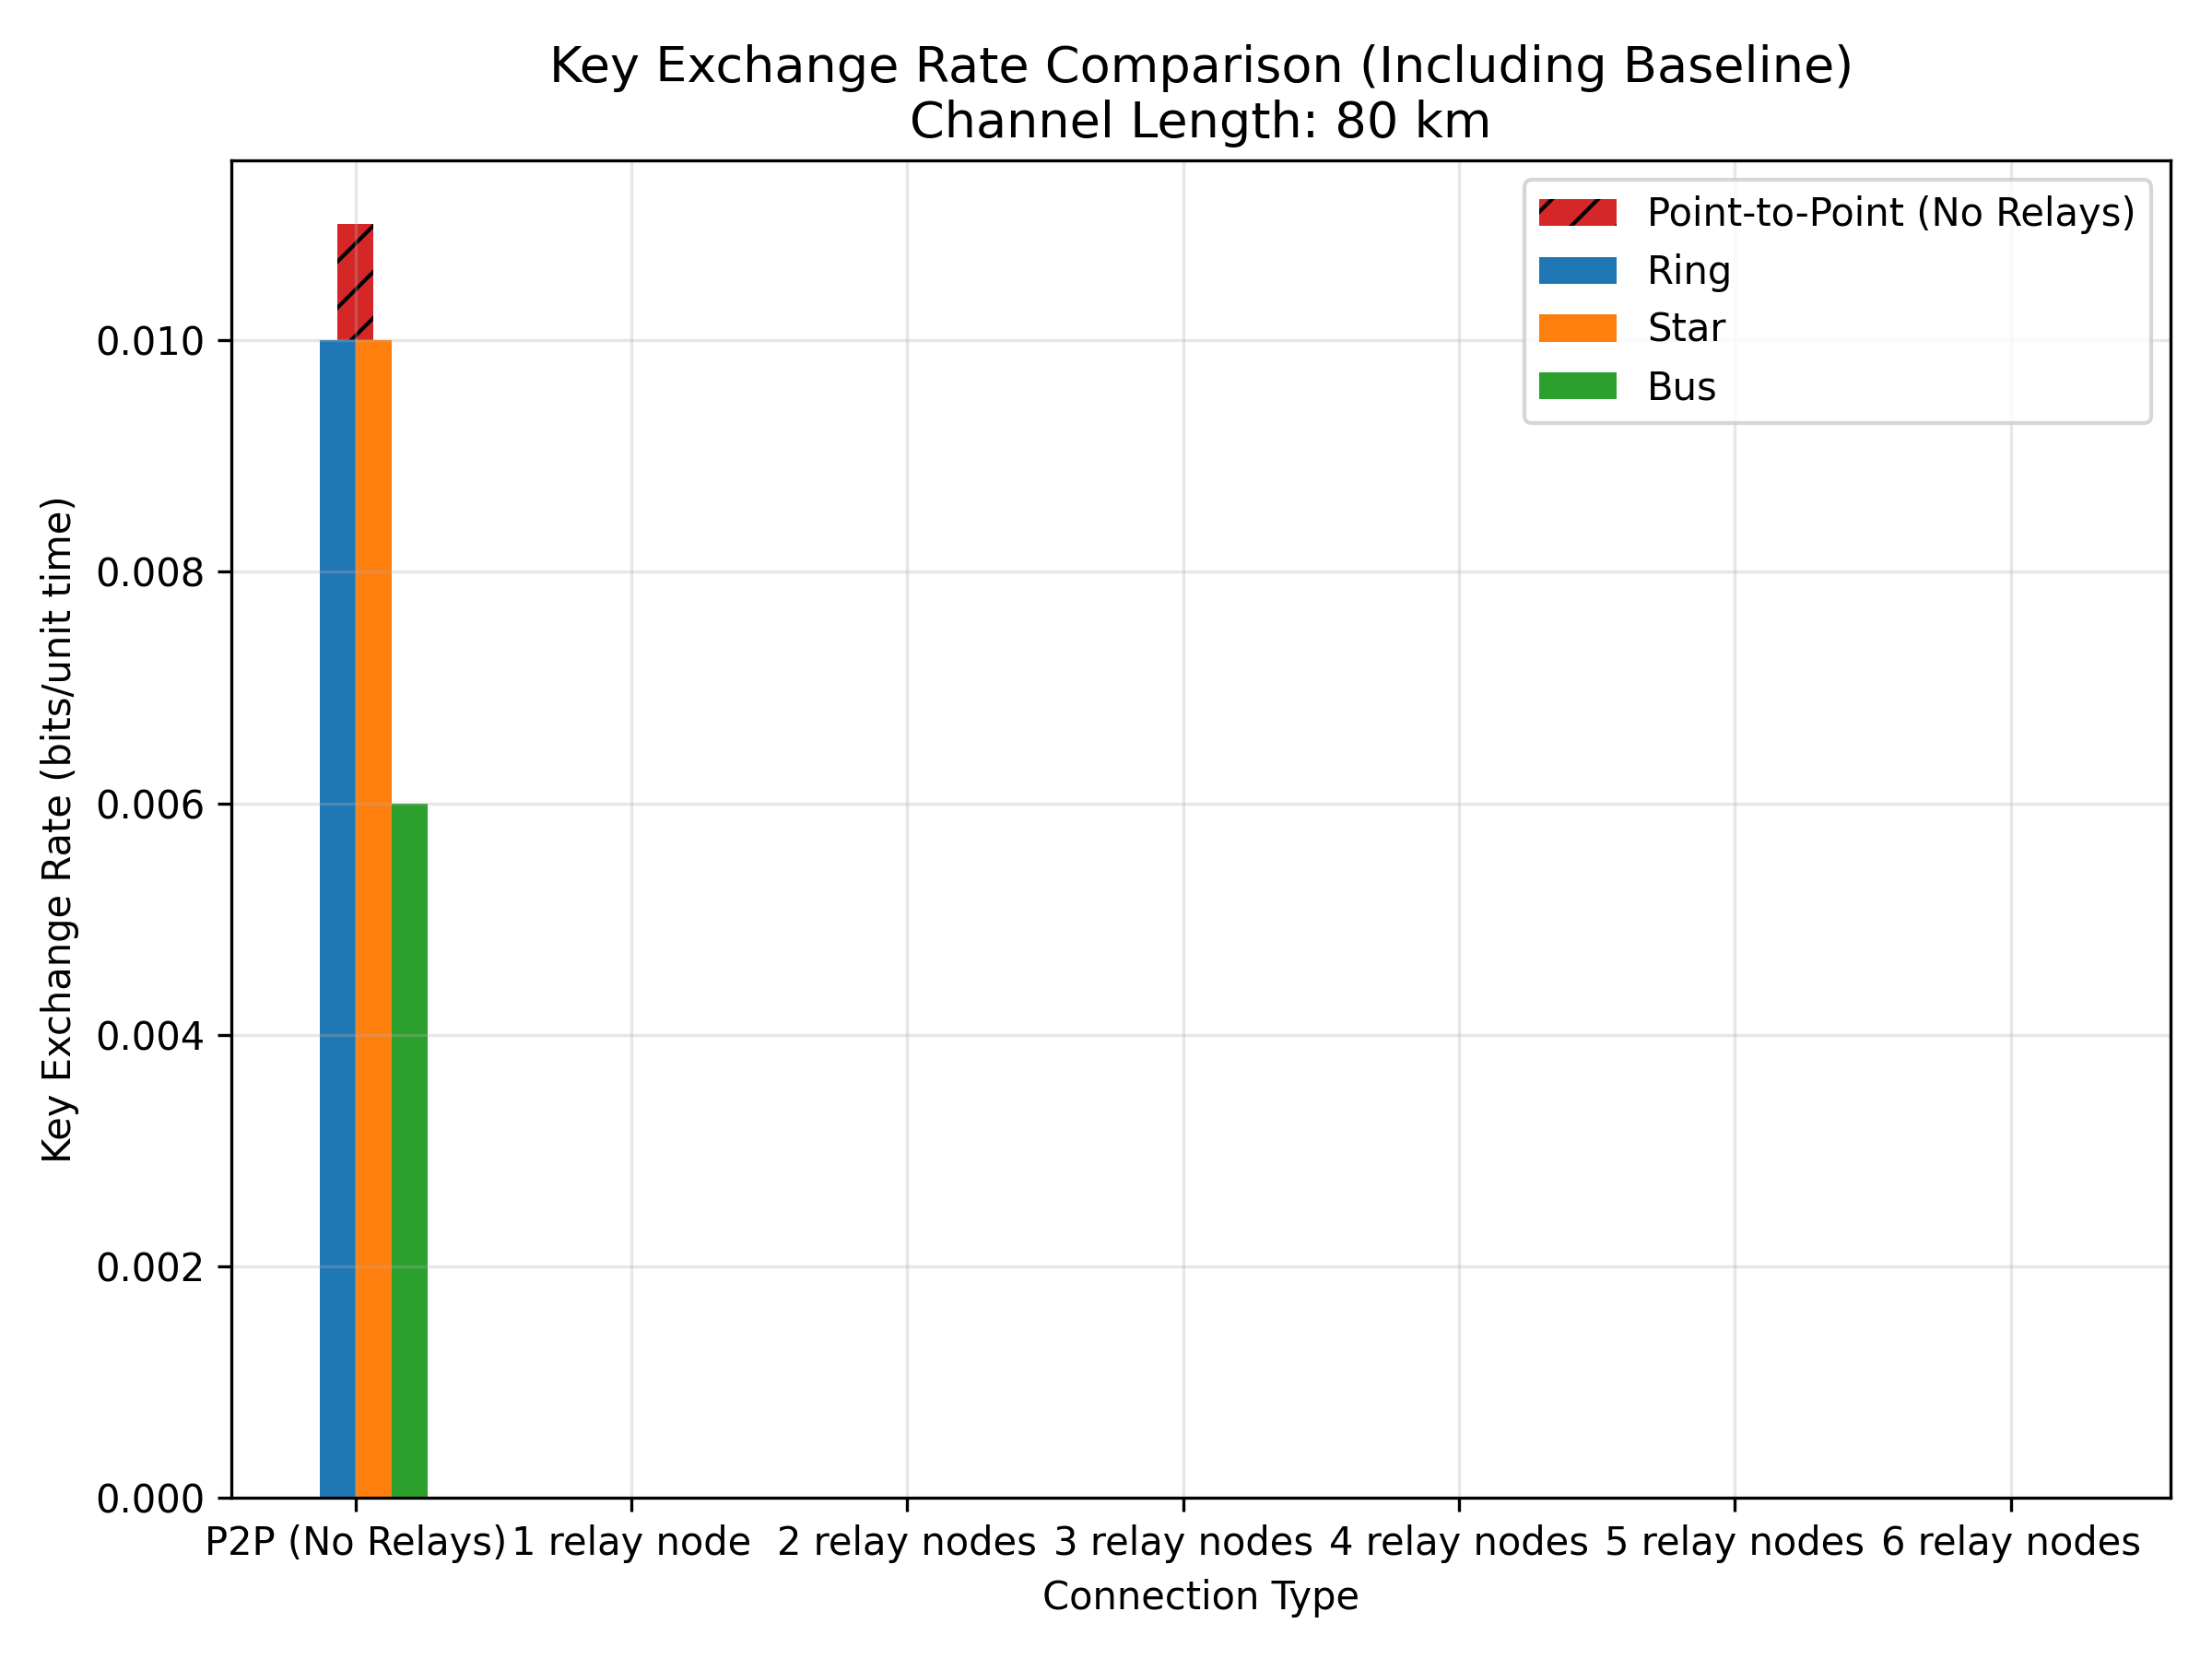 Key Exchange Rate Comparison (Including Baseline)
Channel Length: 80 km
Point-to-Point (No Relays)
Ring
Star
Bus
Key Exchange Rate (bits/unit time)
0.010
0.008
0.006
0.004
0.002
0.000
P2P (No Relays) 1 relay node 2 relay nodes 3 relay nodes 4 relay nodes 5 relay nodes 6 relay nodes
Connection Type